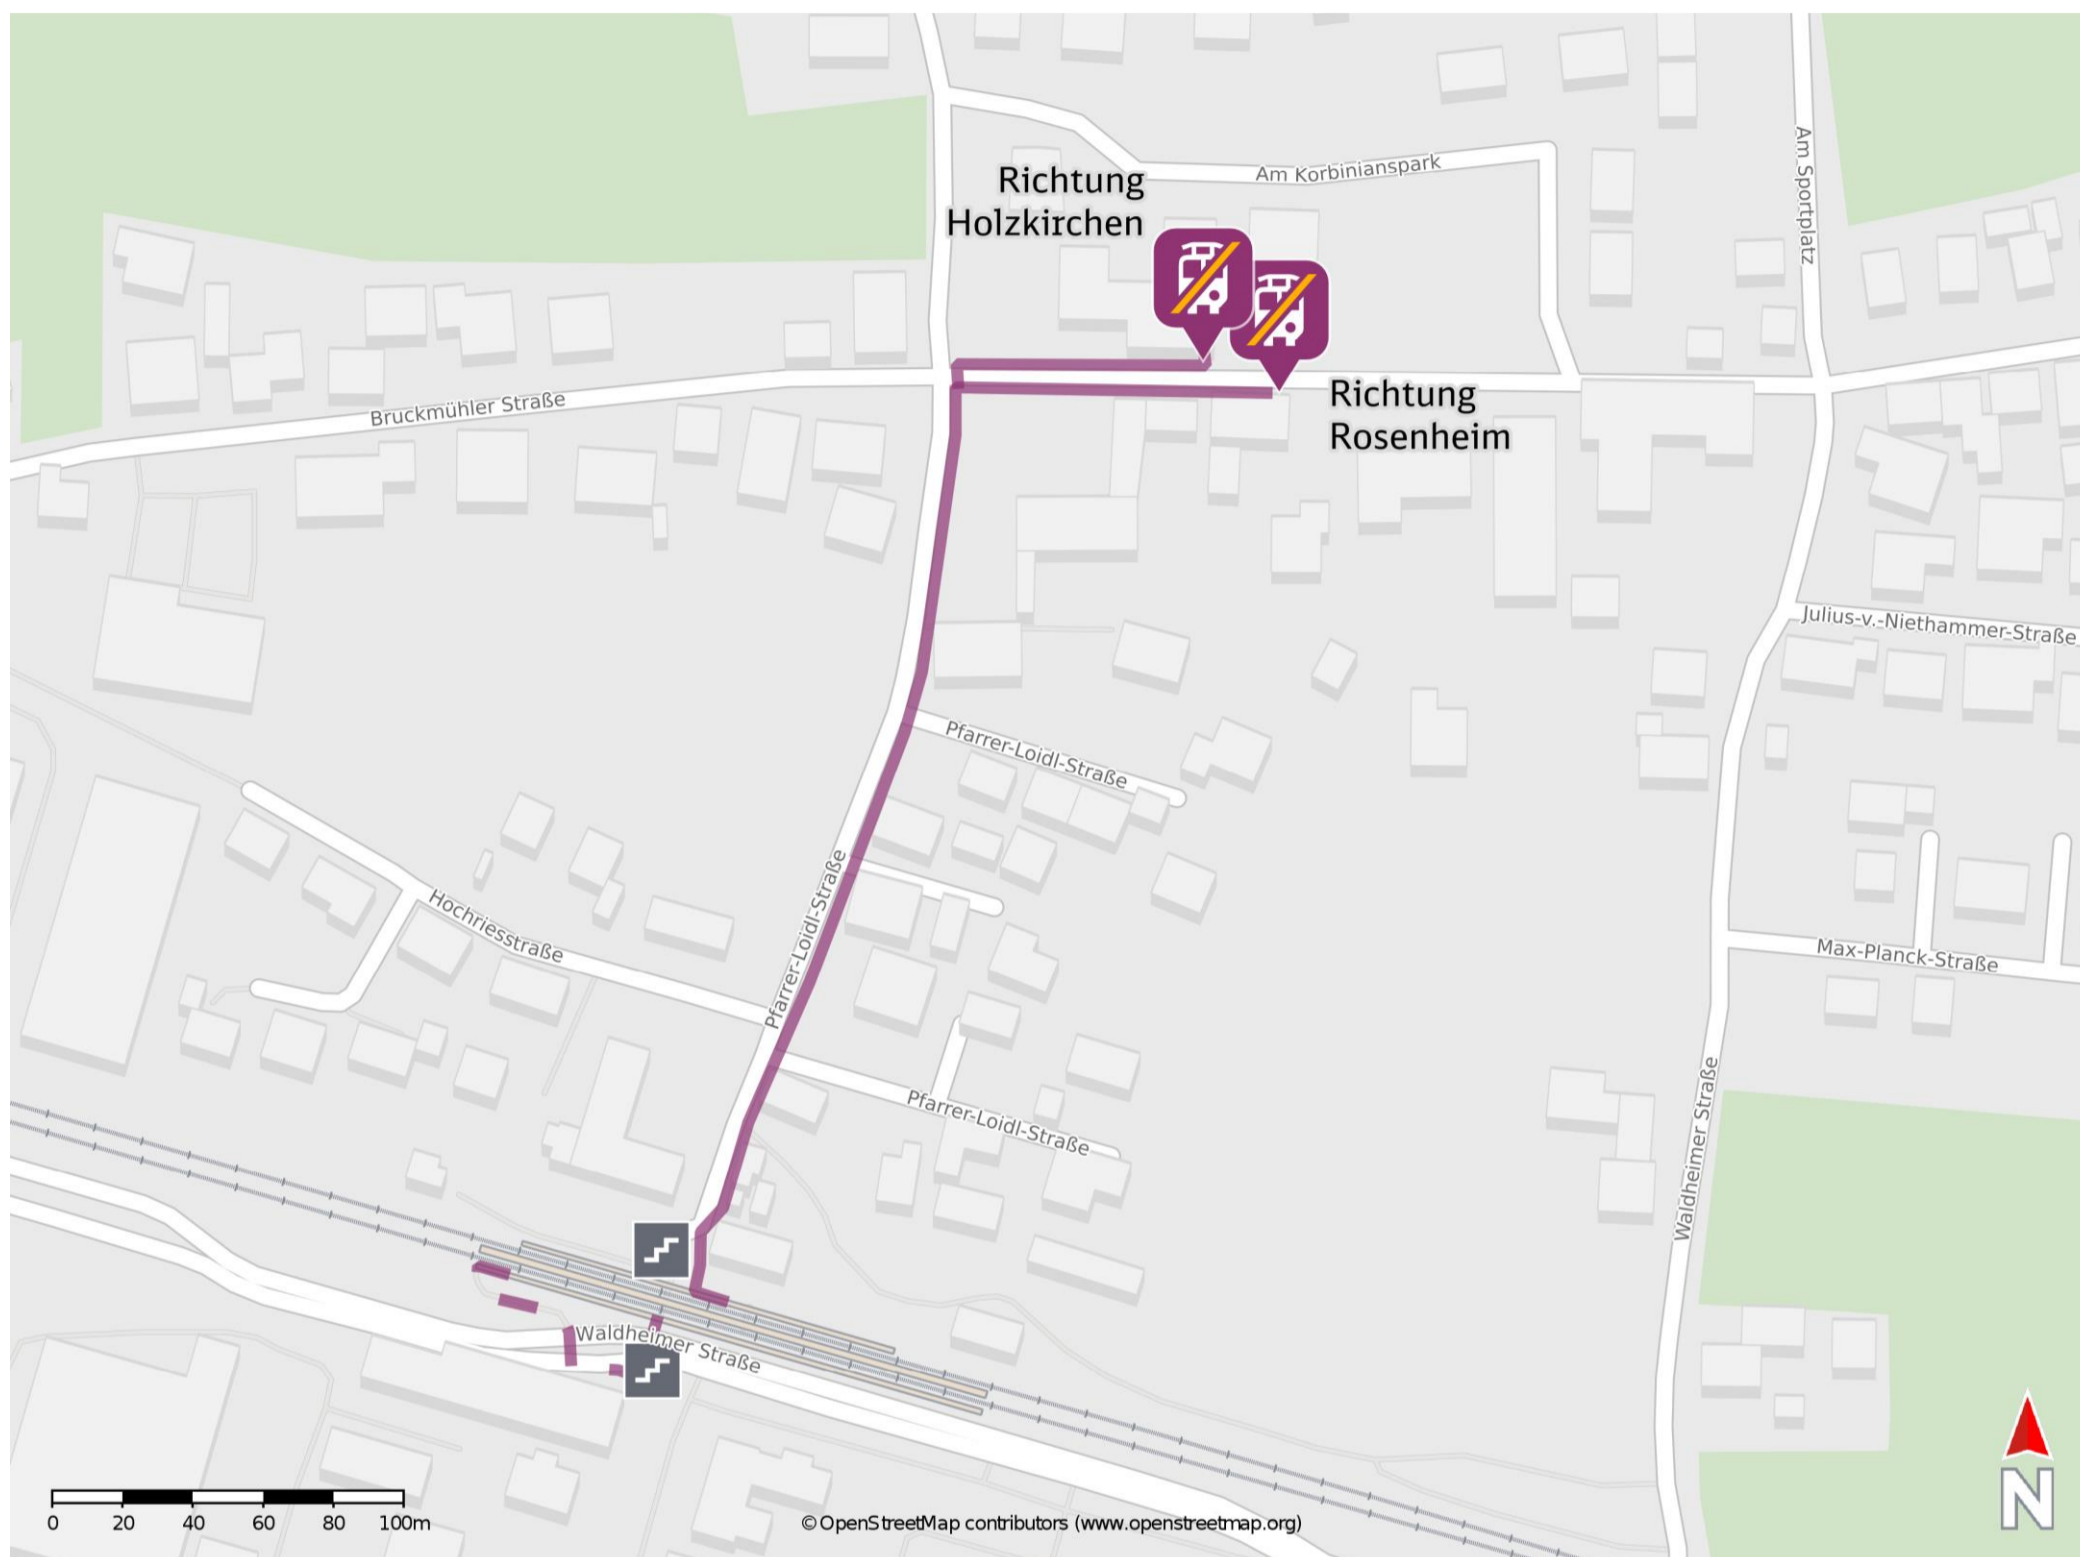 Am Korbinianspark
Am Sportplatz
Richtung
Holzkirchen
Richtung
Rosenheim
Bruckmühler Straße
Julius-v.-Niethammer-Straße
Pfarrer-Loidl-Straße
Pfarrer-Loidl-Straße
Hochriesstraße
Max-Planck-Straße
Pfarrer-Loidl-Straße
Waldheimer Straße
Waldheimer Straße
0 20 40 60 80 100m
©OpenStreetMap contributors (www.openstreetmap.org)
N